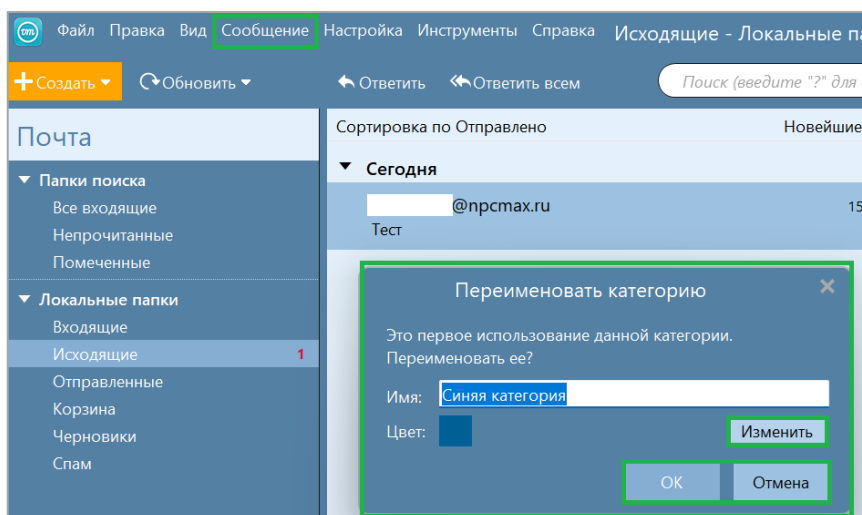 Файл Правка Вид Сообщение Настройка Инструменты Справка Исходящие - Локальные па
Создать Обновить Ответить Ответить всем Поиск (введите "?" для
Почта
Папки поиска
Все входящие
Непрочитанные
Помеченные
Локальные папки
Входящие
Исходящие 1
Отправленные
Корзина
Черновики
Спам
Сортировка по Отправлено Новейшие
Сегодня
@npcmax.ru 15
Тест
Переименовать категорию
Это первое использование данной категории.
Переименовать ее?
Имя: Синяя категория
Цвет: Изменить
ОК Отмена